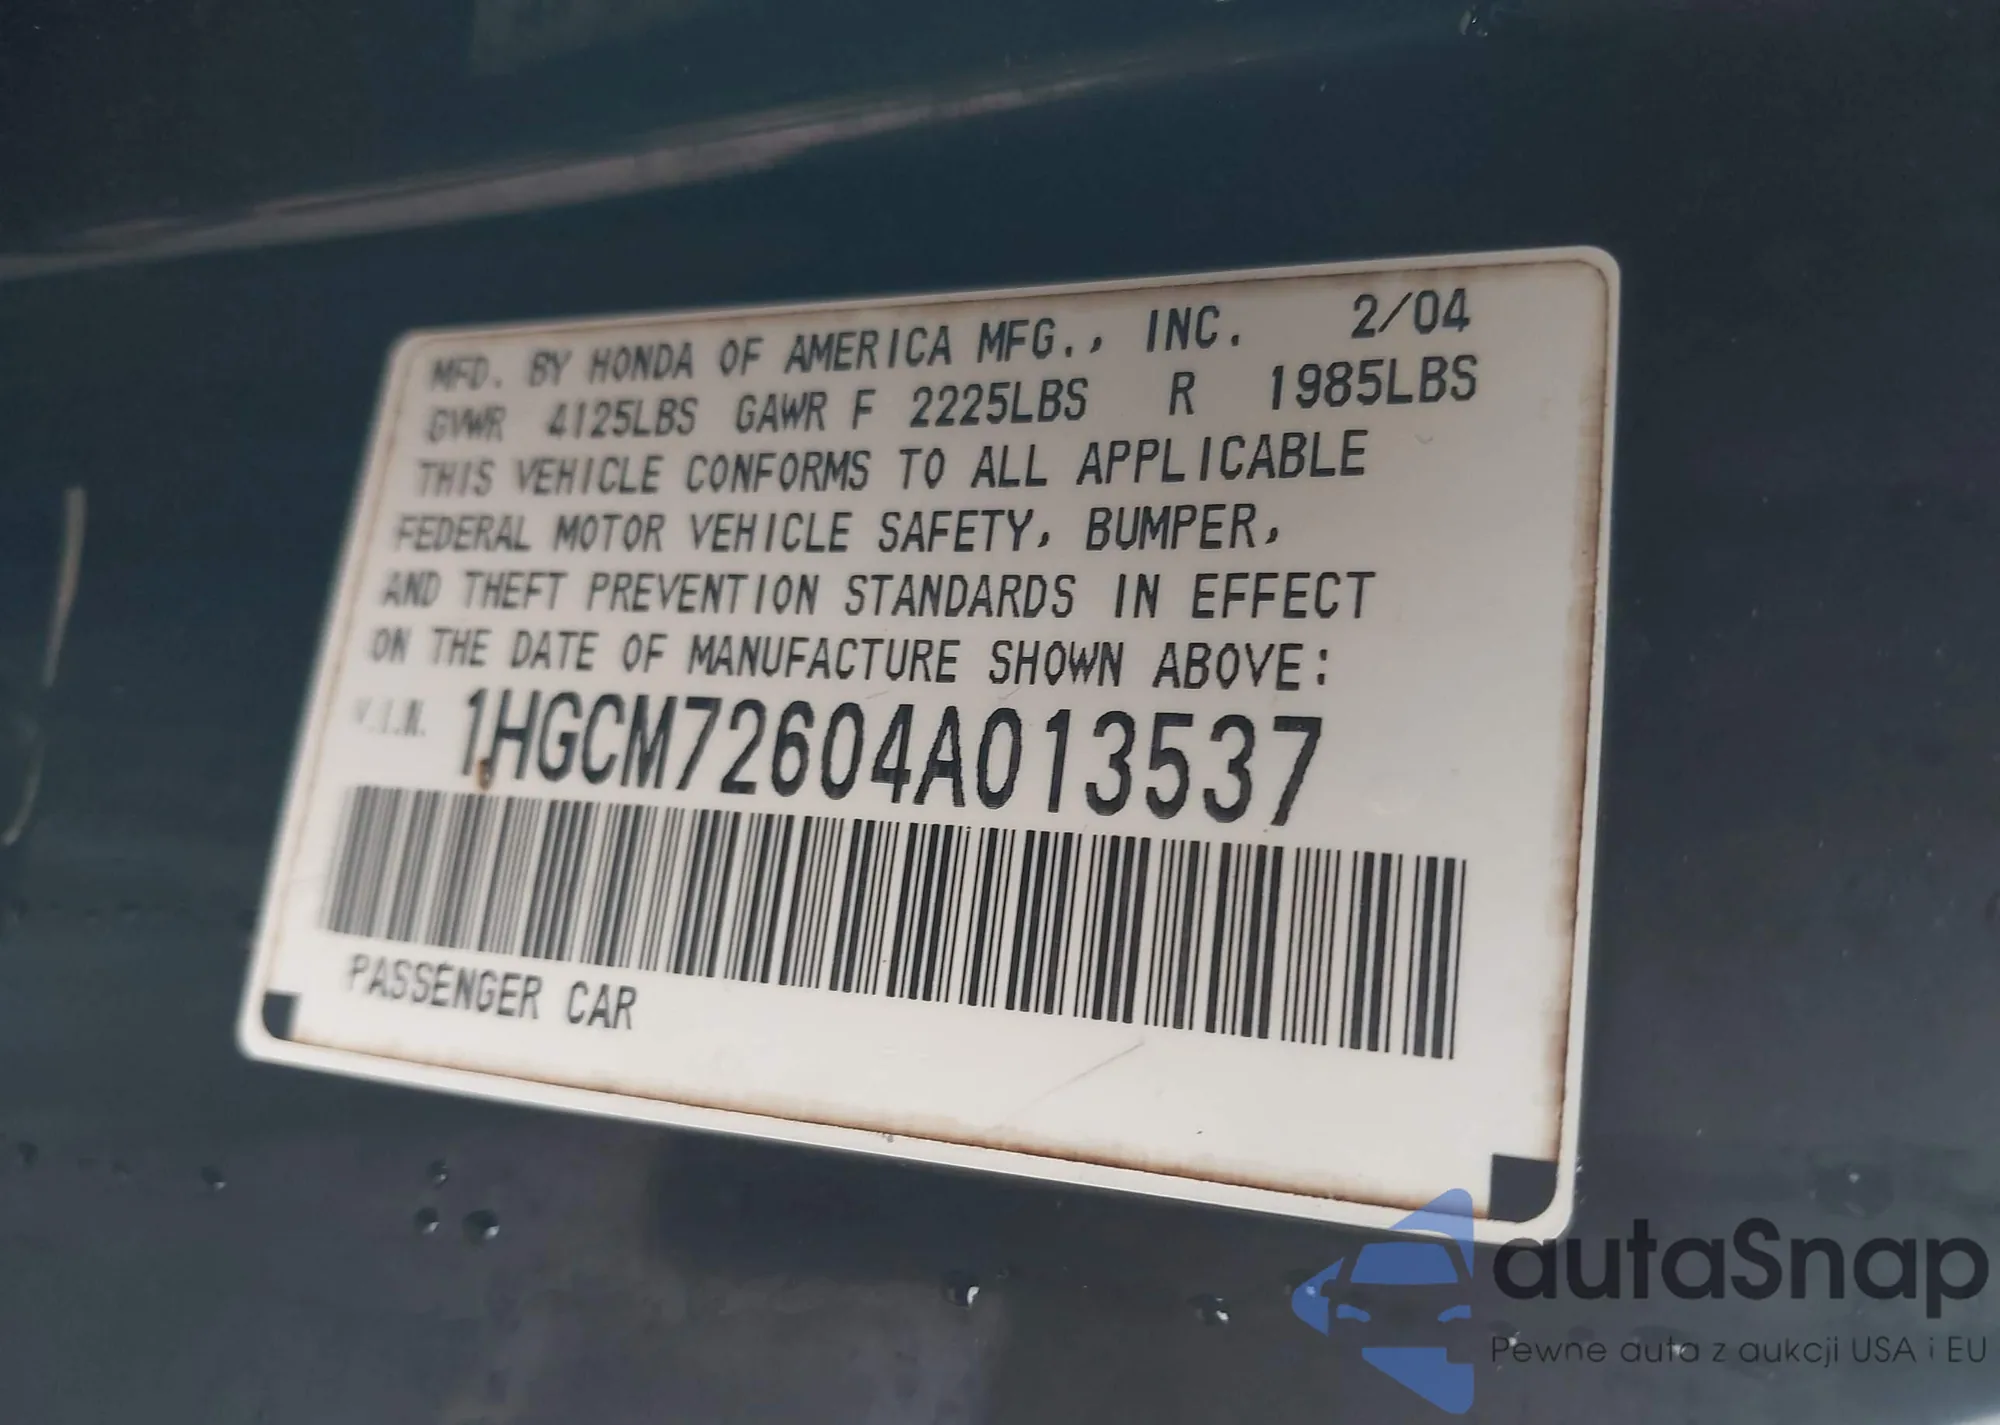 MFD. BY HONDA OF AMERICA MFG., INC. 2/04
GVWR 4125LBS GAWR F 2225LBS R 1985LBS
THIS VEHICLE CONFORMS TO ALL APPLICABLE
FEDERAL MOTOR VEHICLE SAFETY, BUMPER,
AND THEFT PREVENTION STANDARDS IN EFFECT
ON THE DATE OF MANUFACTURE SHOWN ABOVE:
V.I.N. 1HGCM72604A013537
PASSENGER CAR
autaSnap
Pewne auta z aukcji USA i EU